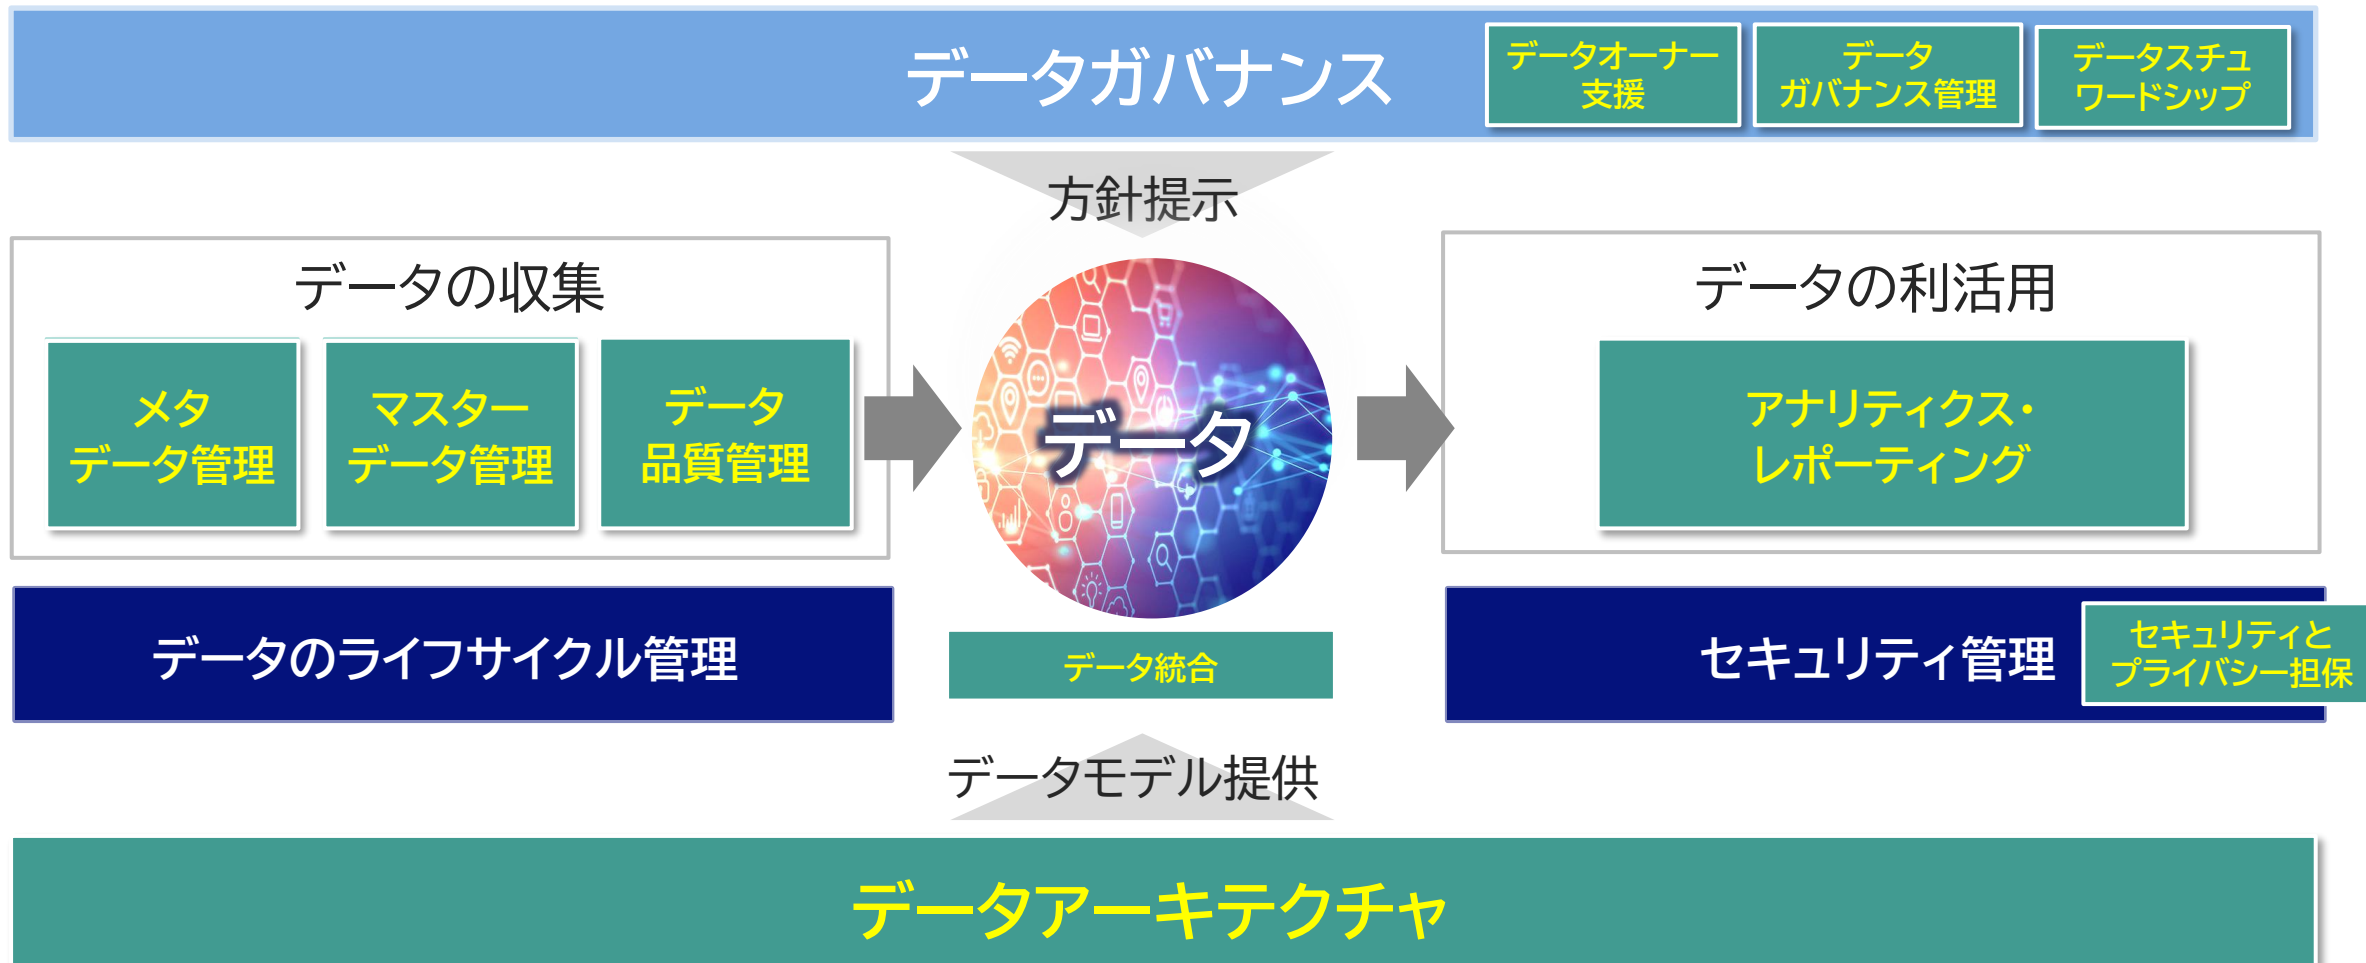 データガバナンス
データオーナー
支援
データ
ガバナンス管理
データスチュ
ワードシップ
方針提示
データの収集
メタ
データ管理
マスター
データ管理
データ
品質管理
データ
データの利活用
アナリティクス・
レポーティング
データのライフサイクル管理
データ統合
セキュリティ管理
セキュリティと
プライバシー担保
データモデル提供
データアーキテクチャ